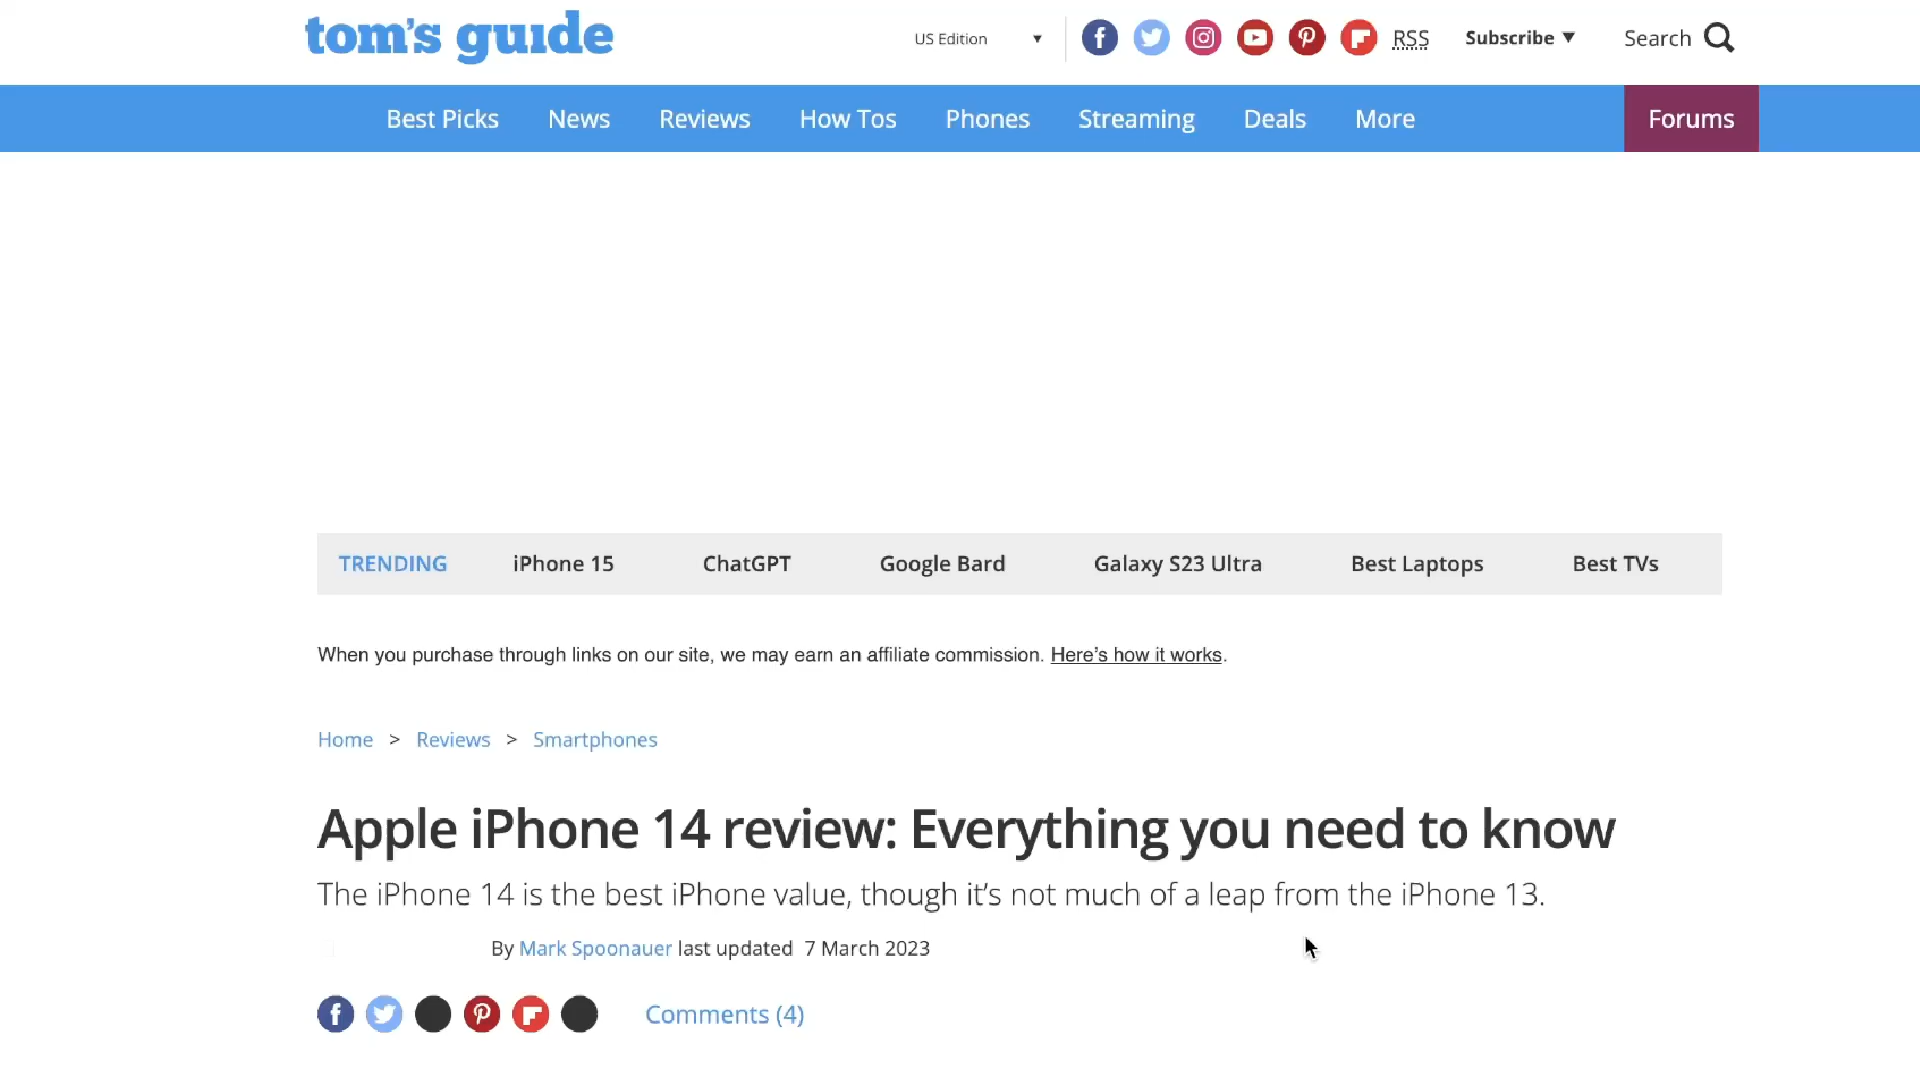 tom's guide
US Edition ▼ RSS Subscribe ▼ Search
Best Picks News Reviews How Tos Phones Streaming Deals More Forums
TRENDING iPhone 15 ChatGPT Google Bard Galaxy S23 Ultra Best Laptops Best TVs
When you purchase through links on our site, we may earn an affiliate commission. Here’s how it works.
Home > Reviews > Smartphones
Apple iPhone 14 review: Everything you need to know
The iPhone 14 is the best iPhone value, though it’s not much of a leap from the iPhone 13.
By Mark Spoonauer last updated 7 March 2023
Comments (4)